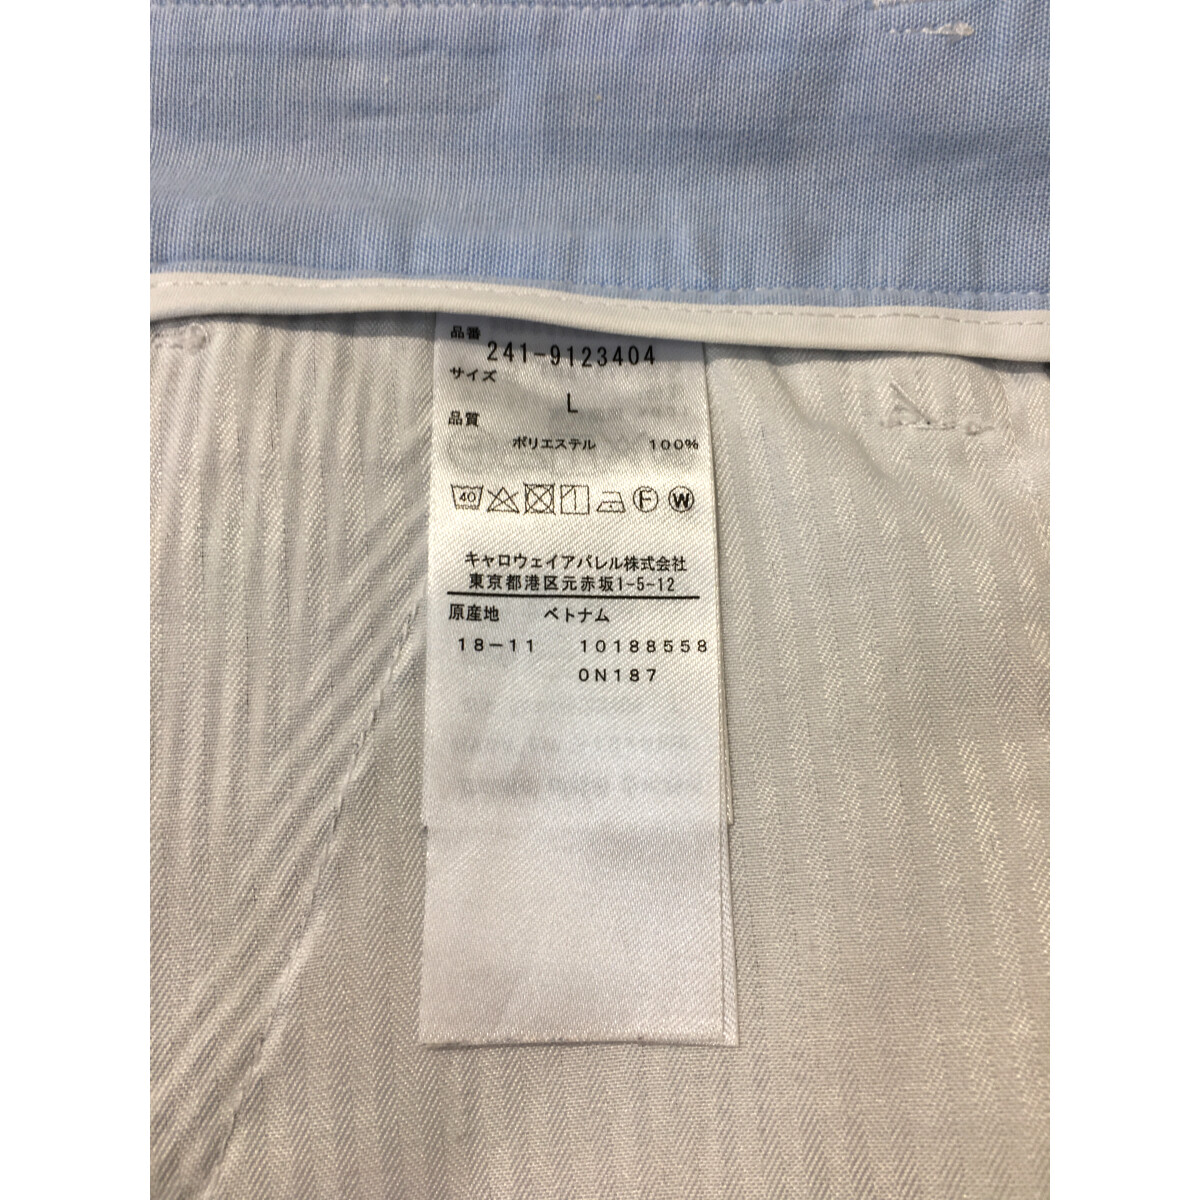 品番
241-9123404
サイズ
L
品質
ポリエステル 100%
40 F W
キャロウェイアパレル株式会社
東京都港区元赤坂1-5-12
原産地 ベトナム
18-11 10188558
0N187